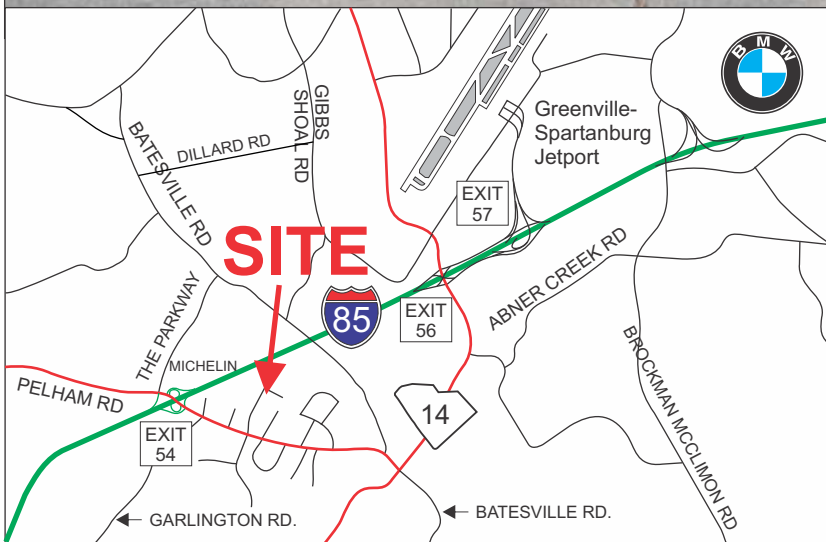 BMW
Greenville-
Spartanburg
Jetport
GIBBS
SHOAL RD
BATESVILLE RD
DILLARD RD
EXIT
57
SITE
ABNER CREEK RD
85
EXIT
56
THE PARKWAY
BROCKMAN MCCLIMON RD
MICHELIN
PELHAM RD
14
EXIT
54
GARLINGTON RD.
BATESVILLE RD.